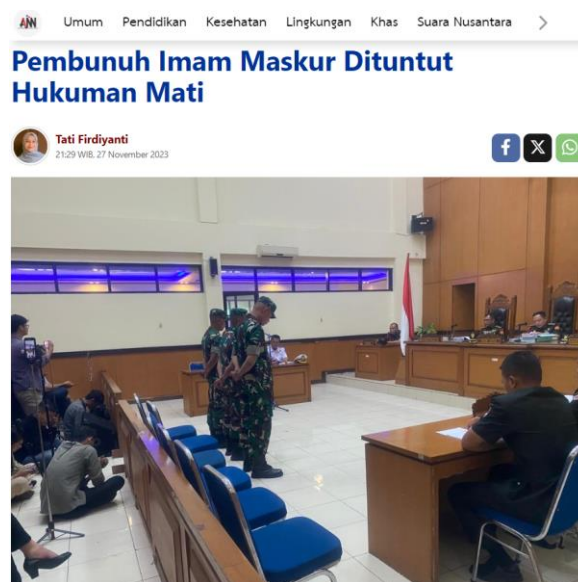 AJNN Umum Pendidikan Kesehatan Lingkungan Khas Suara Nusantara
Pembunuh Imam Maskur Dituntut
Hukuman Mati
Tati Firdiyanti
21:29 WIB, 27 November 2023